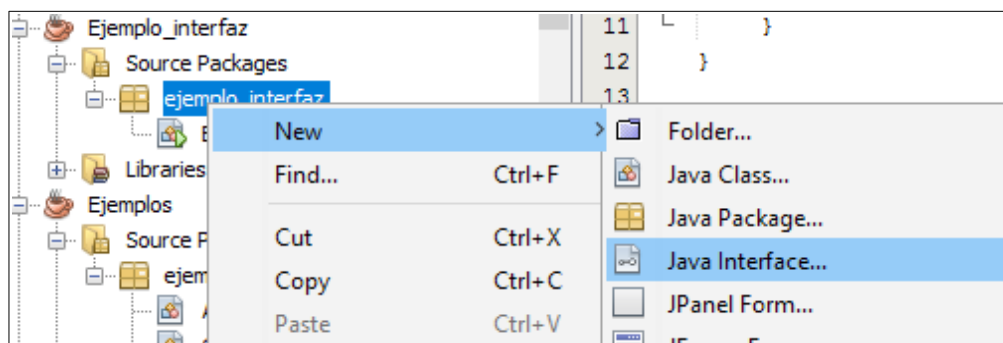 Ejemplo_interfaz
Source Packages
ejemplo_interfaz
Libraries
Ejemplos
Source P
ejem
New
Find... Ctrl+F
Cut Ctrl+X
Copy Ctrl+C
Paste Ctrl+V
Folder...
Java Class...
Java Package...
Java Interface...
JPanel Form...
11 }
12 }
13